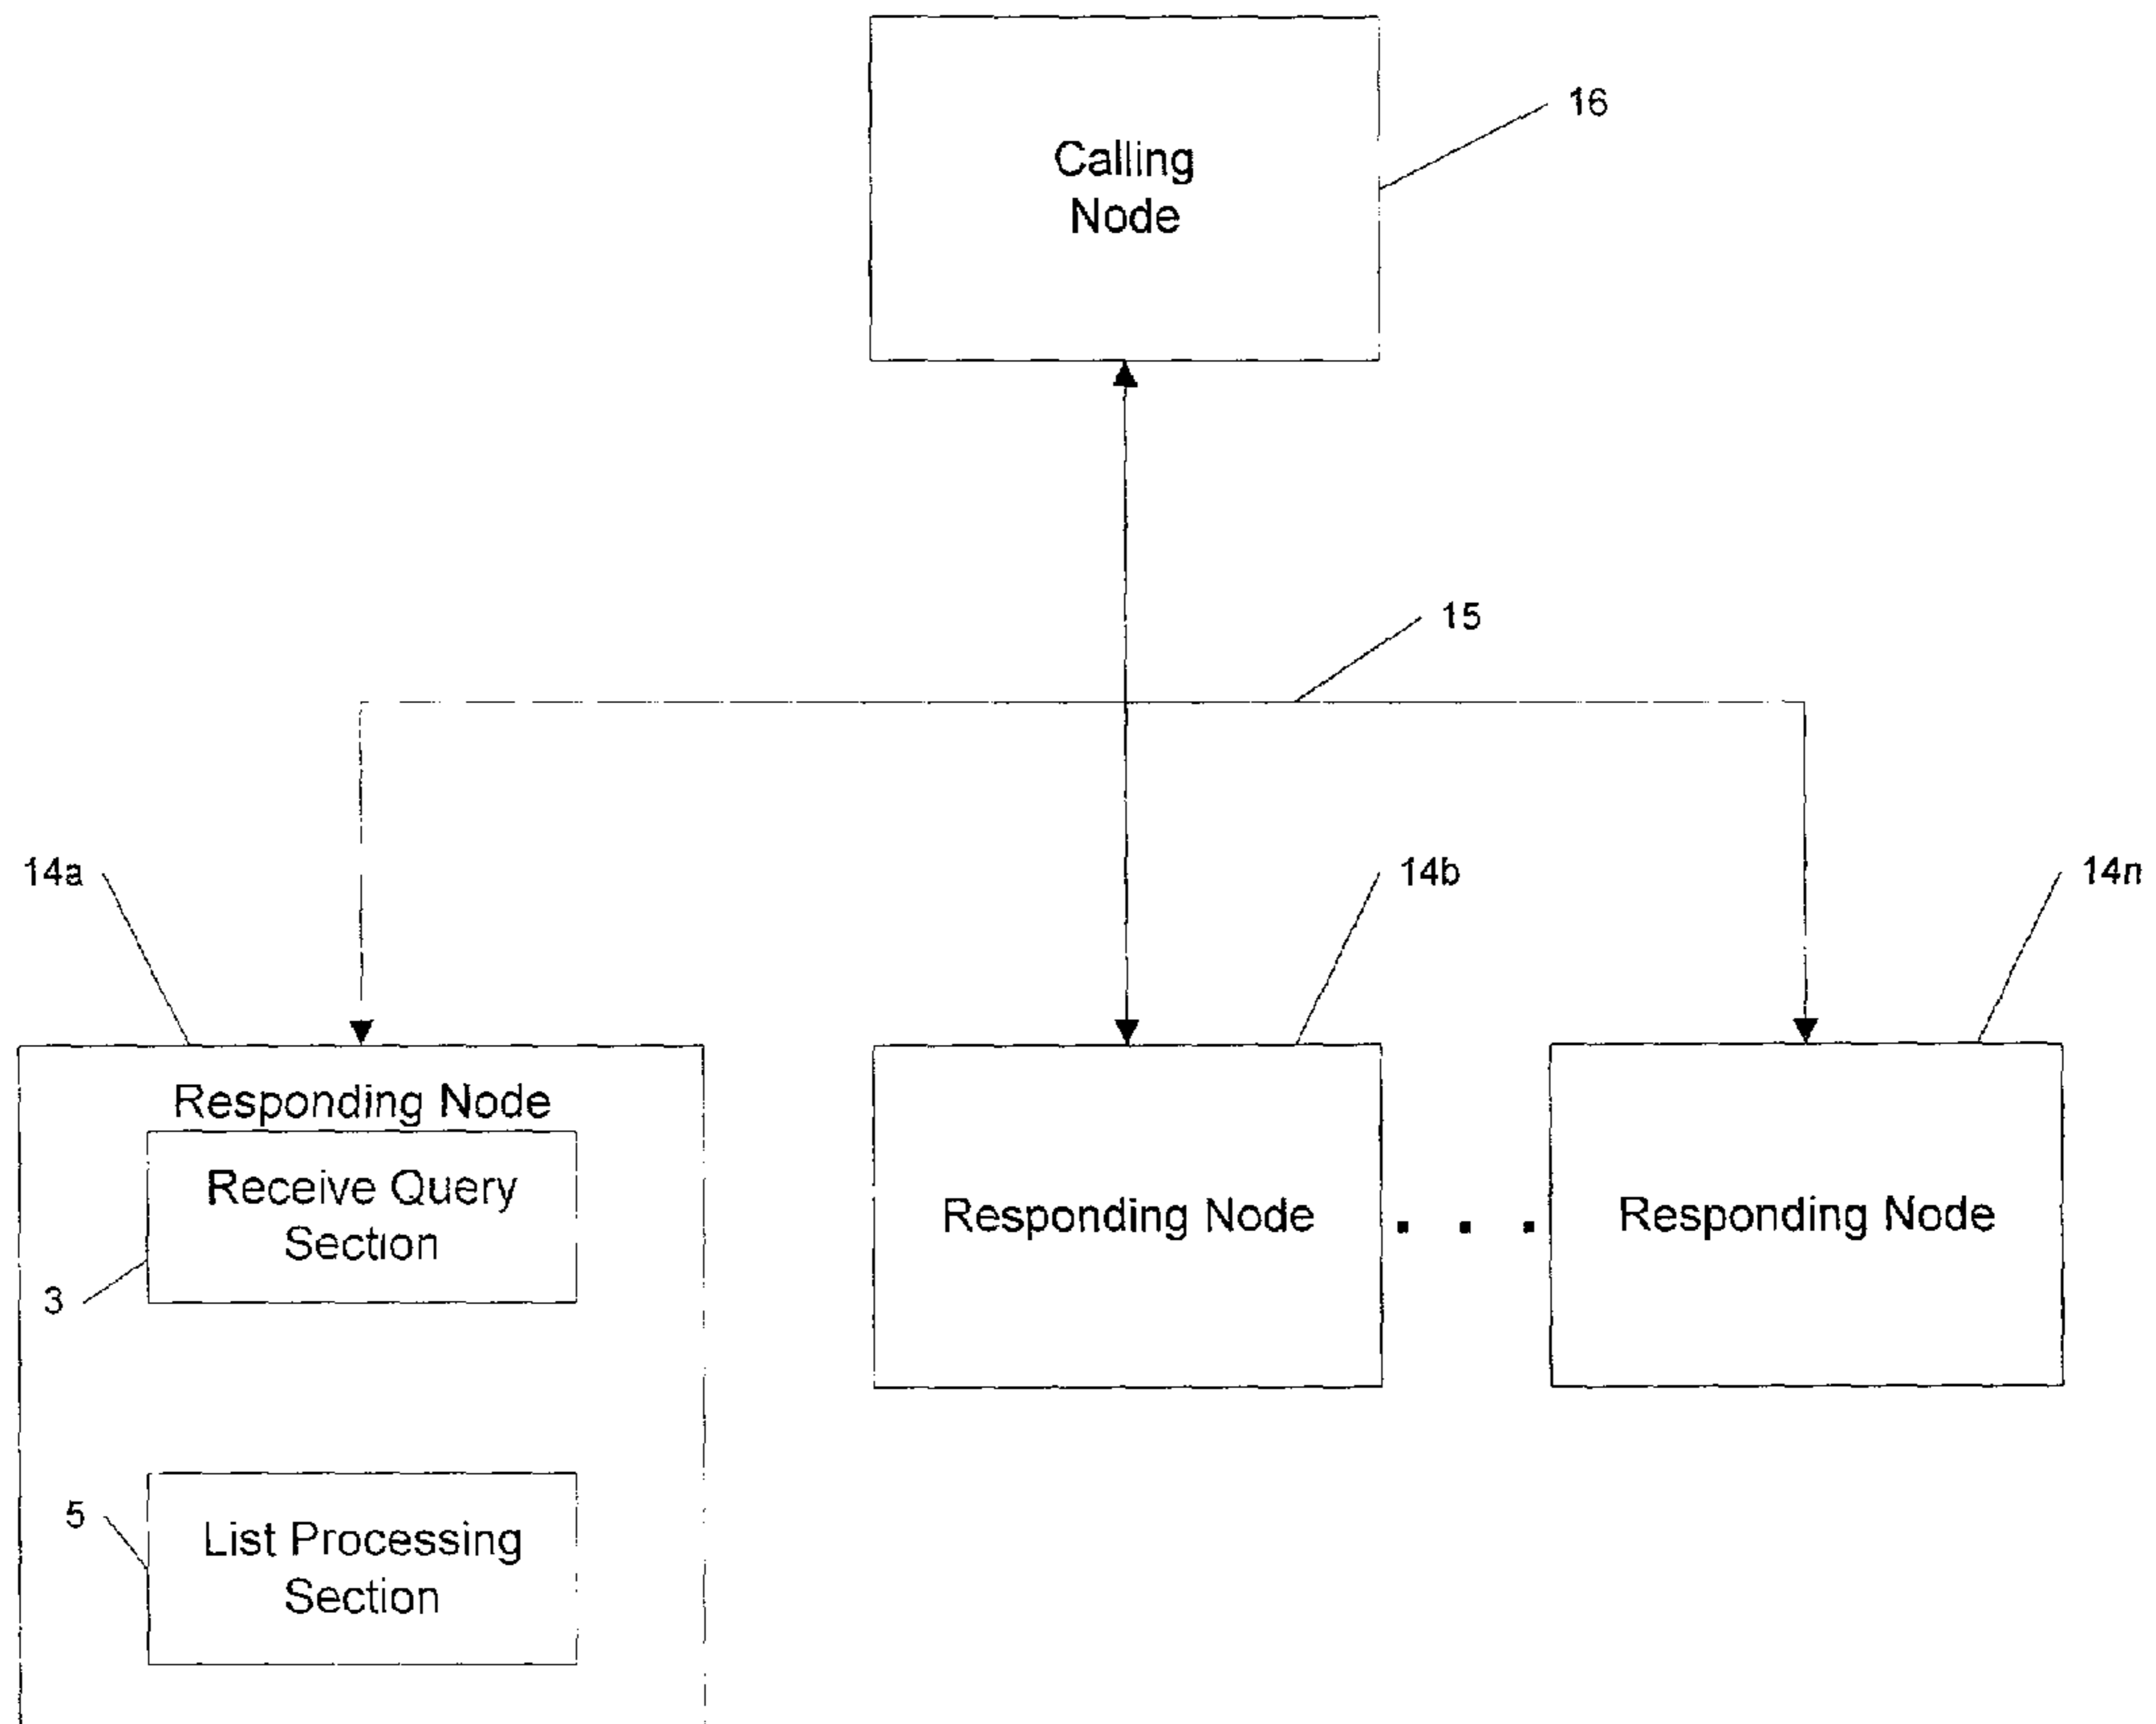 Calling
Node
16
15
14a
14b
14n
Responding Node
Receive Query
Section
3
Responding Node
. . .
Responding Node
5
List Processing
Section